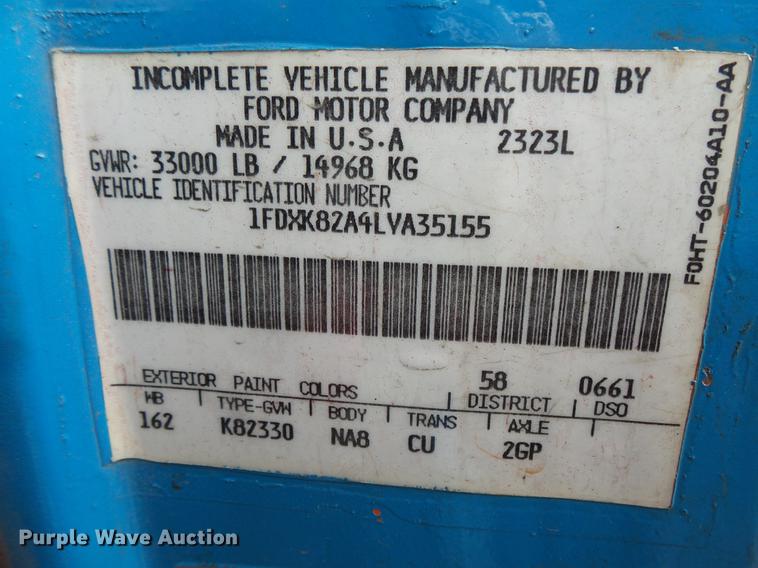 INCOMPLETE VEHICLE MANUFACTURED BY
FORD MOTOR COMPANY
MADE IN U.S.A 2323L
GVWR: 33000 LB / 14968 KG
VEHICLE IDENTIFICATION NUMBER
1FDXK82A4LVA35155
F0HT-60204A10-AA
58 0661
EXTERIOR PAINT COLORS DISTRICT DSO
WB TYPE-GVW BODY TRANS AXLE
162 K82330 NA8 CU 2GP
Purple Wave Auction